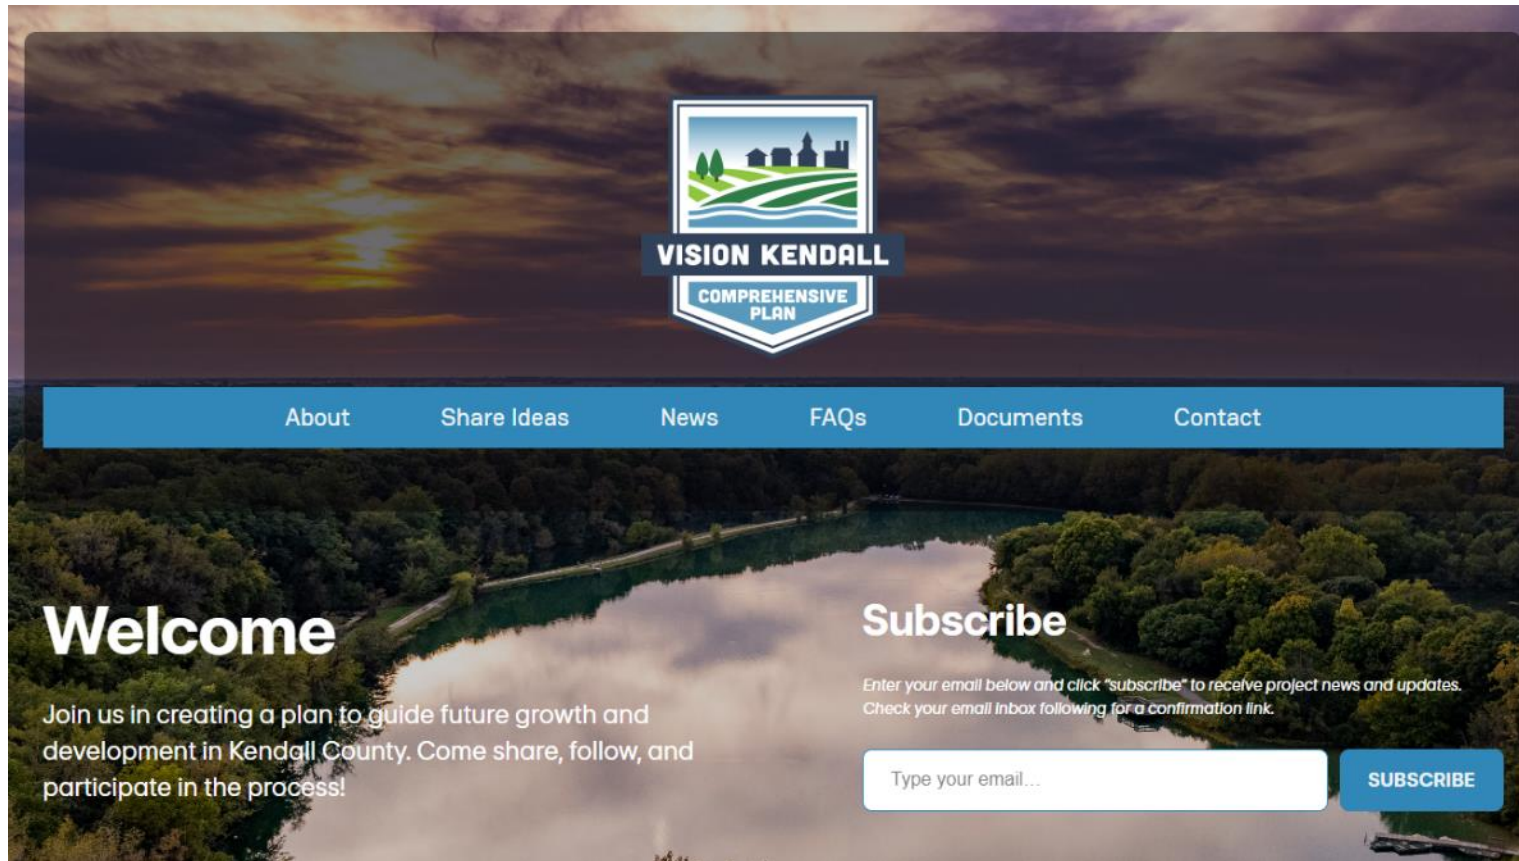 VISION KENDALL
COMPREHENSIVE
PLAN
About
Share Ideas
News
FAQs
Documents
Contact
Welcome
Join us in creating a plan to guide future growth and
development in Kendall County. Come share, follow, and
participate in the process!
Subscribe
Enter your email below and click "subscribe" to receive project news and updates.
Check your email inbox following for a confirmation link.
Type your email...
SUBSCRIBE